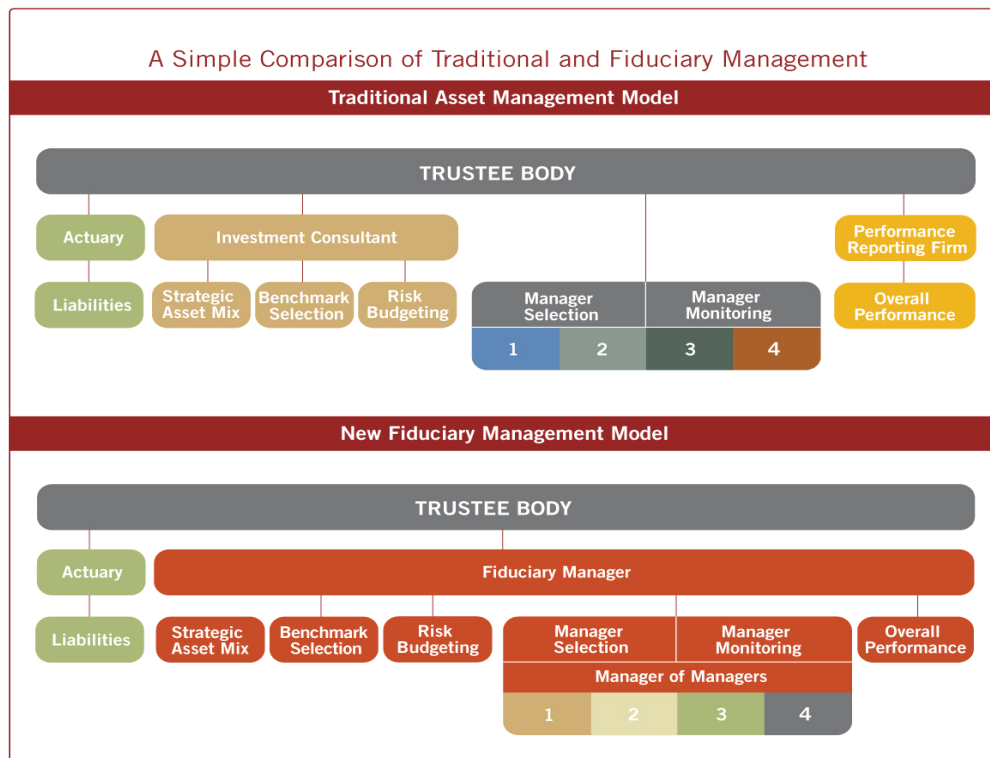 A Simple Comparison of Traditional and Fiduciary Management
Traditional Asset Management Model
TRUSTEE BODY
Actuary
Investment Consultant
Performance
Reporting Firm
Liabilities
Strategic
Asset Mix
Benchmark
Selection
Risk
Budgeting
Manager
Selection
Manager
Monitoring
Overall
Performance
1
2
3
4
New Fiduciary Management Model
TRUSTEE BODY
Actuary
Fiduciary Manager
Liabilities
Strategic
Asset Mix
Benchmark
Selection
Risk
Budgeting
Manager
Selection
Manager
Monitoring
Overall
Performance
Manager of Managers
1
2
3
4